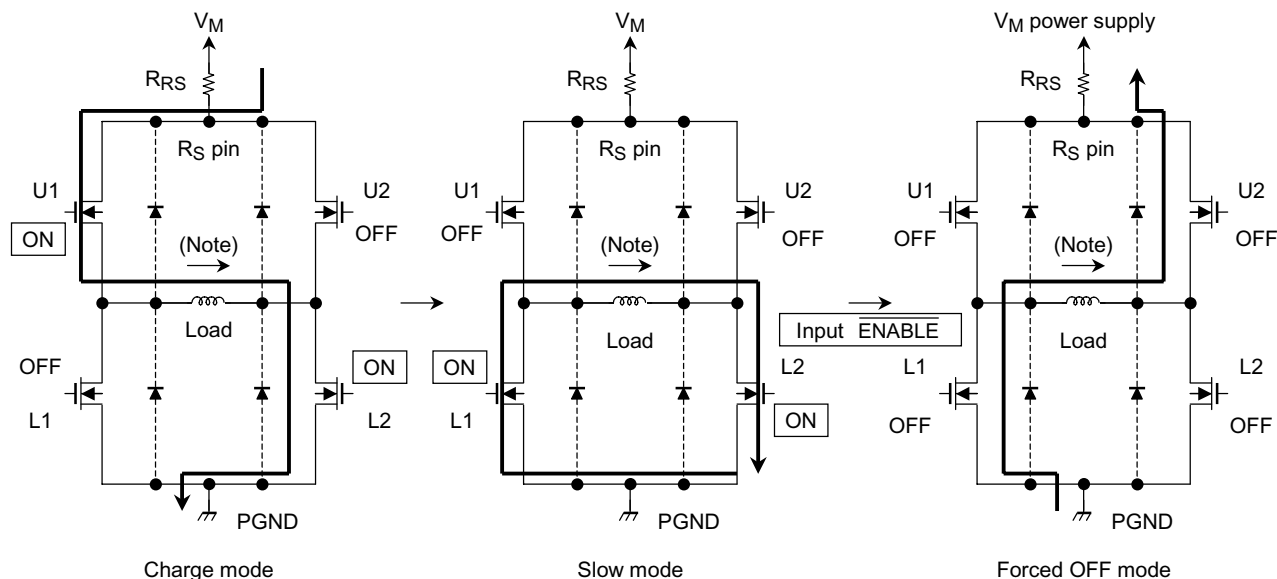 VM
RRS
RS pin
U1
ON
U2
OFF
(Note)
Load
OFF
L1
ON
L2
PGND
Charge mode
VM
RRS
RS pin
U1
OFF
U2
OFF
(Note)
Load
ON
L1
L2
ON
PGND
Slow mode
Input ENABLE
VM power supply
RRS
RS pin
U1
OFF
U2
OFF
(Note)
Load
L1
OFF
L2
OFF
PGND
Forced OFF mode